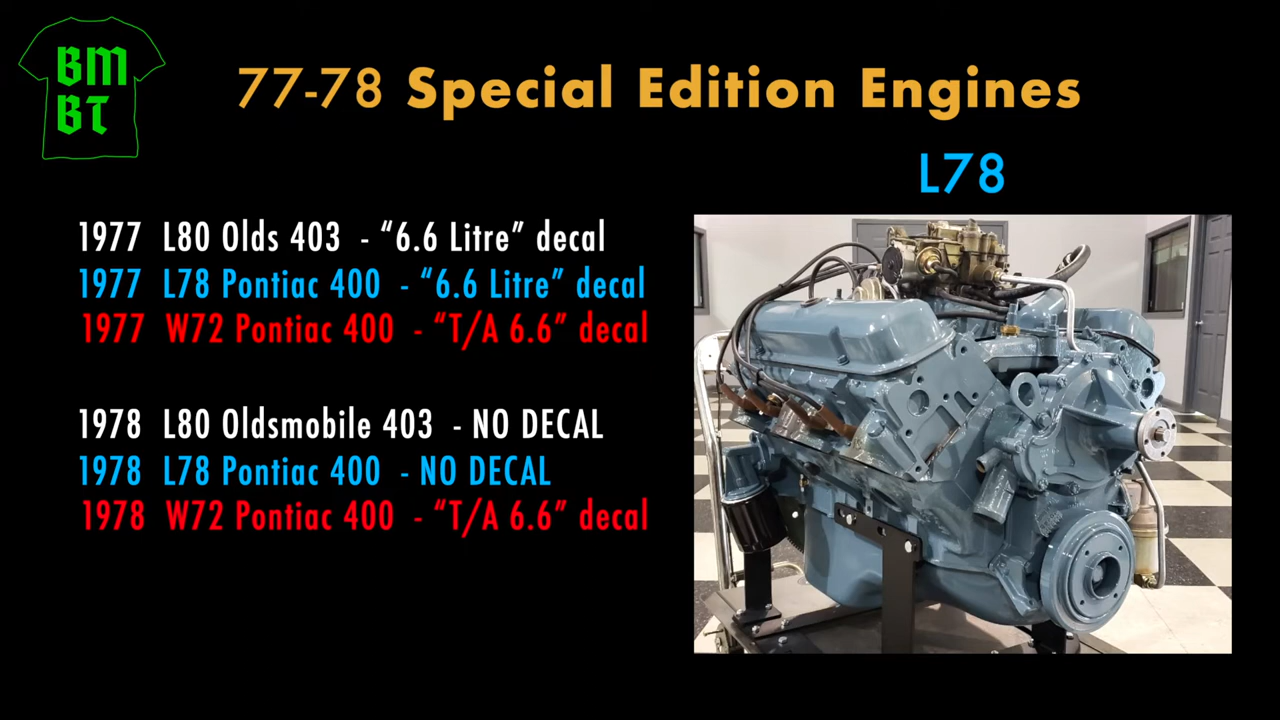 BM
BT
77-78 Special Edition Engines
L78
1977 L80 Olds 403 - “6.6 Litre” decal
1977 L78 Pontiac 400 - “6.6 Litre” decal
1977 W72 Pontiac 400 - “T/A 6.6” decal
1978 L80 Oldsmobile 403 - NO DECAL
1978 L78 Pontiac 400 - NO DECAL
1978 W72 Pontiac 400 - “T/A 6.6” decal